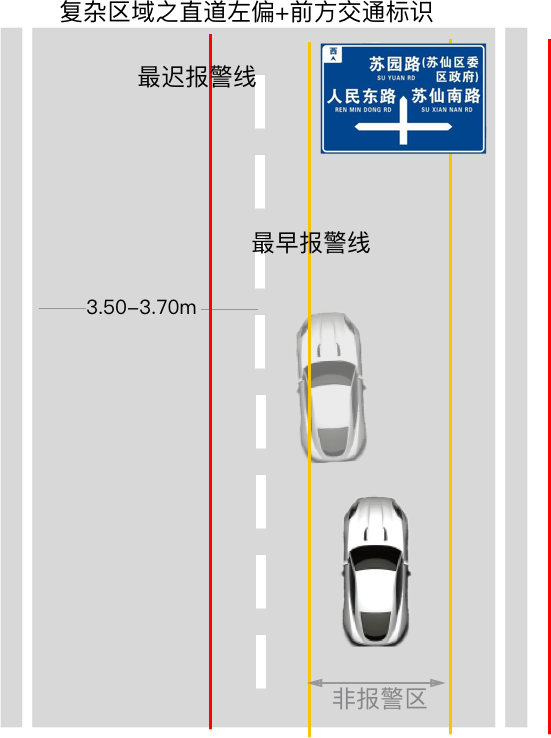 复杂区域之直道左偏+前方交通标识
最迟报警线
西
苏园路(苏仙区委
区政府)
SU YUAN RD
人民东路 苏仙南路
REN MIN DONG RD SU XIAN NAN RD
最早报警线
3.50-3.70m
非报警区